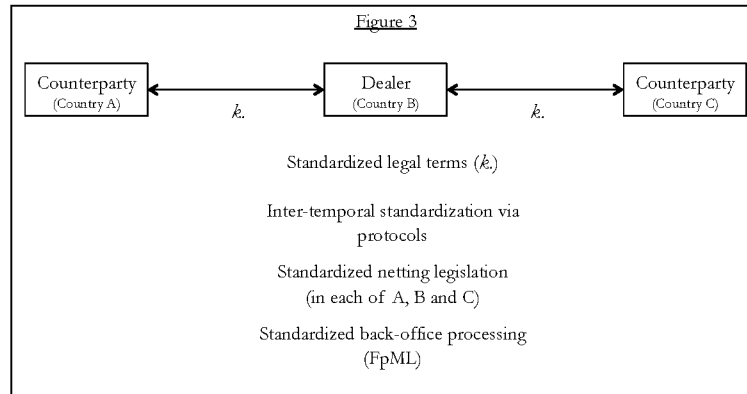 Figure 3
Counterparty
(Country A)
Dealer
(Country B)
Counterparty
(Country C)
k.
k.
Standardized legal terms (k.)
Inter-temporal standardization via
protocols
Standardized netting legislation
(in each of A, B and C)
Standardized back-office processing
(FpML)